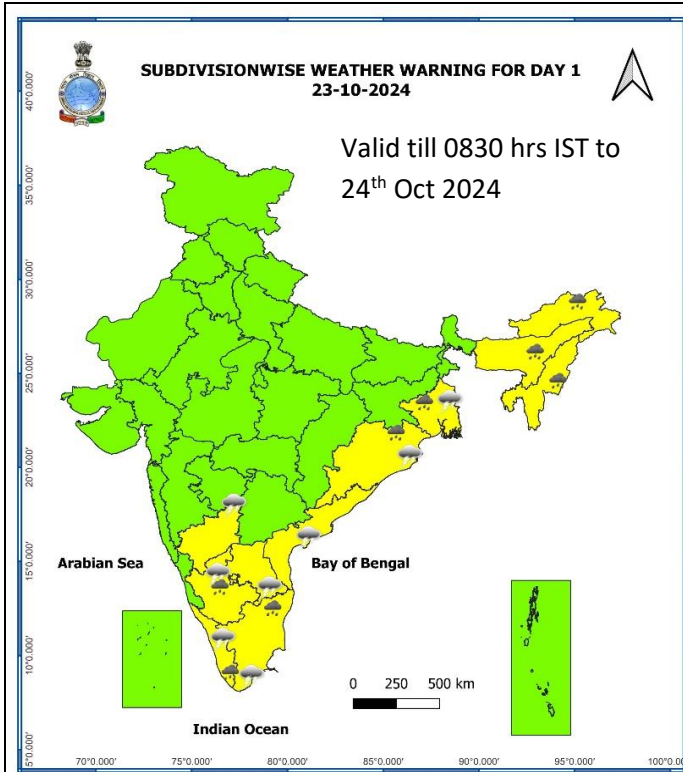 SUBDIVISIONWISE WEATHER WARNING FOR DAY 1
23-10-2024
Valid till 0830 hrs IST to
24th Oct 2024
40°0.000'
35°0.000'
30°0.000'
25°0.000'
20°0.000'
15°0.000'
10°0.000'
5°0.000'
Arabian Sea
Bay of Bengal
0 250 500 km
Indian Ocean
70°0.000' 75°0.000' 80°0.000' 85°0.000' 90°0.000' 95°0.000' 100°0.0